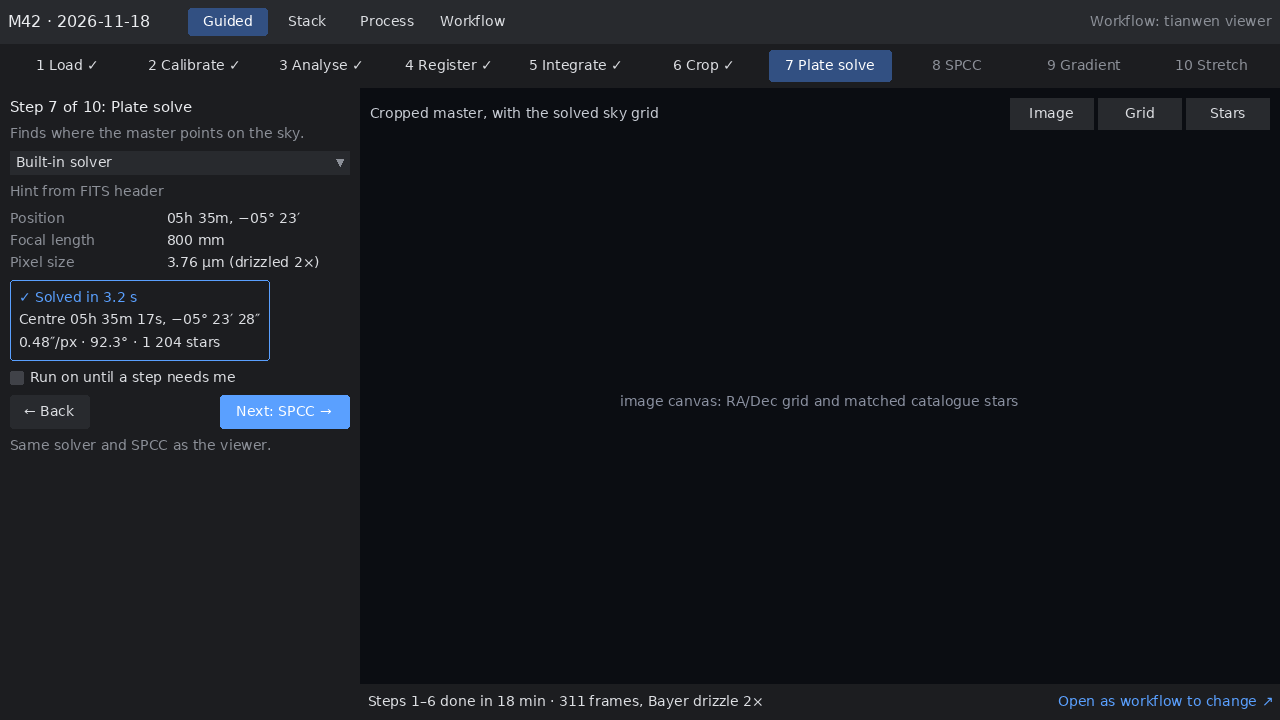 M42 · 2026-11-18 Guided Stack Process Workflow Workflow: tianwen viewer
1 Load ✓ 2 Calibrate ✓ 3 Analyse ✓ 4 Register ✓ 5 Integrate ✓ 6 Crop ✓ 7 Plate solve 8 SPCC 9 Gradient 10 Stretch
Step 7 of 10: Plate solve
Finds where the master points on the sky.
Built-in solver ▼
Hint from FITS header
Position 05h 35m, −05° 23′
Focal length 800 mm
Pixel size 3.76 µm (drizzled 2×)
✓ Solved in 3.2 s
Centre 05h 35m 17s, −05° 23′ 28″
0.48″/px · 92.3° · 1 204 stars
Run on until a step needs me
← Back Next: SPCC →
Same solver and SPCC as the viewer.
Cropped master, with the solved sky grid Image Grid Stars
image canvas: RA/Dec grid and matched catalogue stars
Steps 1–6 done in 18 min · 311 frames, Bayer drizzle 2× Open as workflow to change ↗